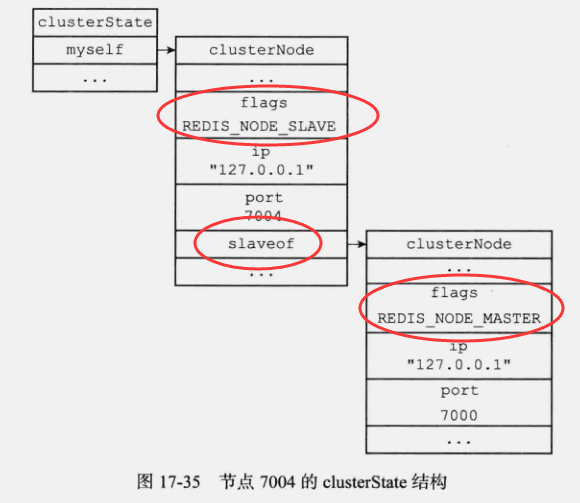 clusterState
myself
...
clusterNode
...
flags
REDIS_NODE_SLAVE
ip
"127.0.0.1"
port
7004
slaveof
...
clusterNode
...
flags
REDIS_NODE_MASTER
ip
"127.0.0.1"
port
7000
...
图 17-35 节点 7004 的 clusterState 结构